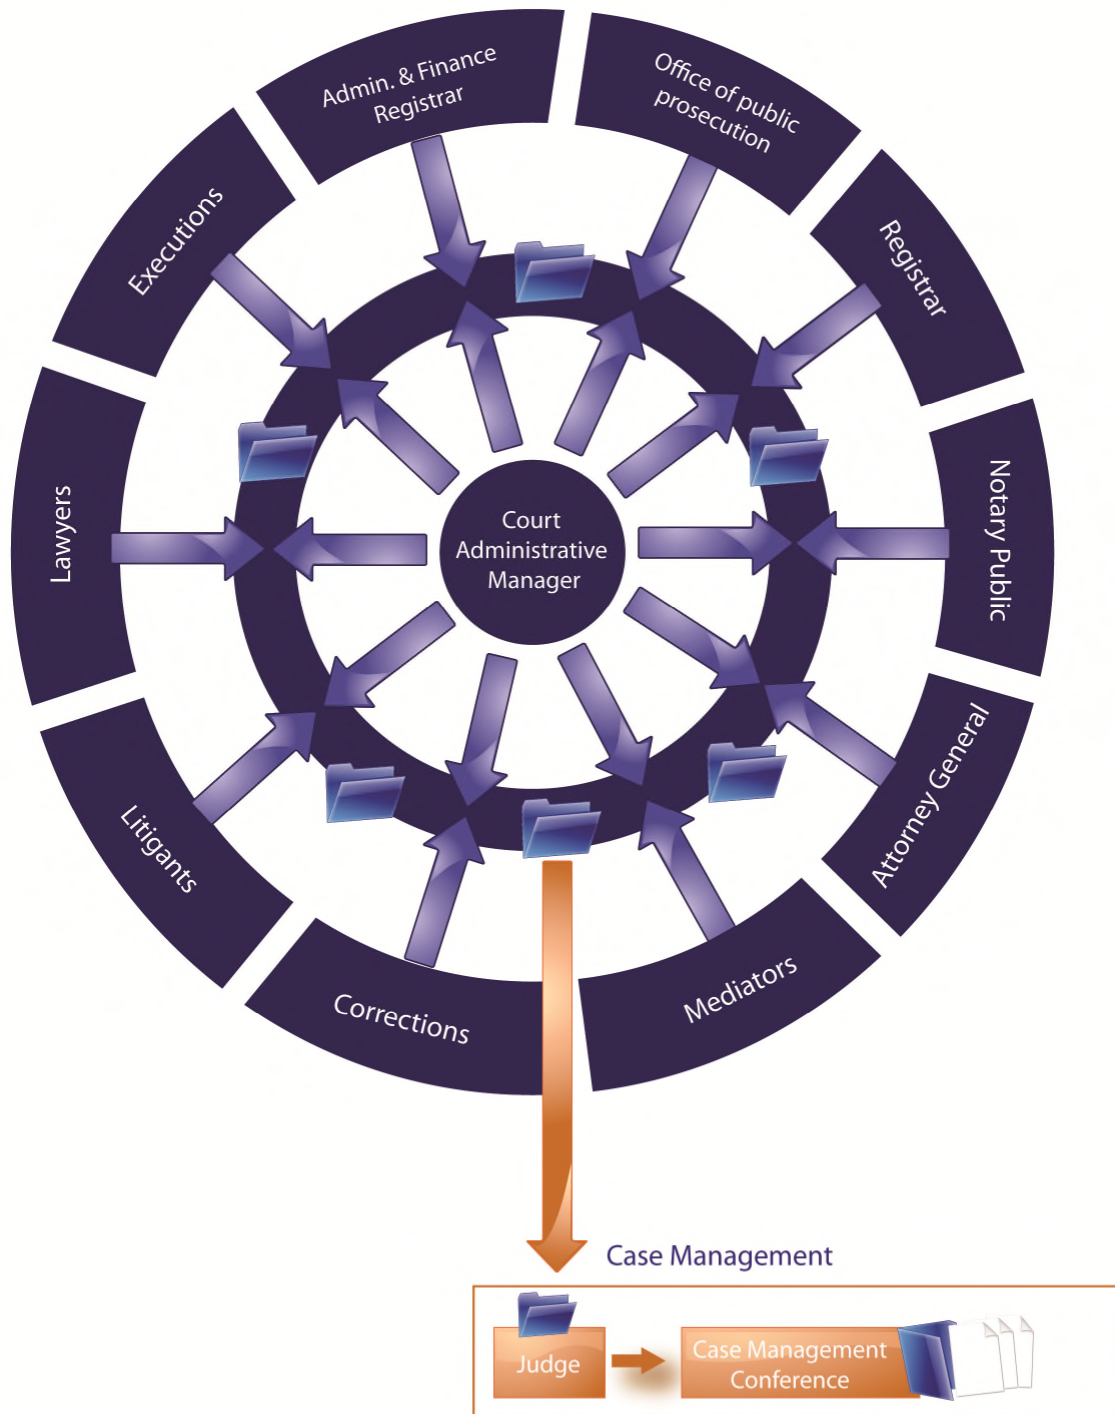 Admin. & Finance
Registrar
Office of public
prosecution
Executions
Registrar
Lawyers
Court
Administrative
Manager
Notary Public
Litigants
Attorney General
Corrections
Mediators
Case Management
Judge
Case Management
Conference